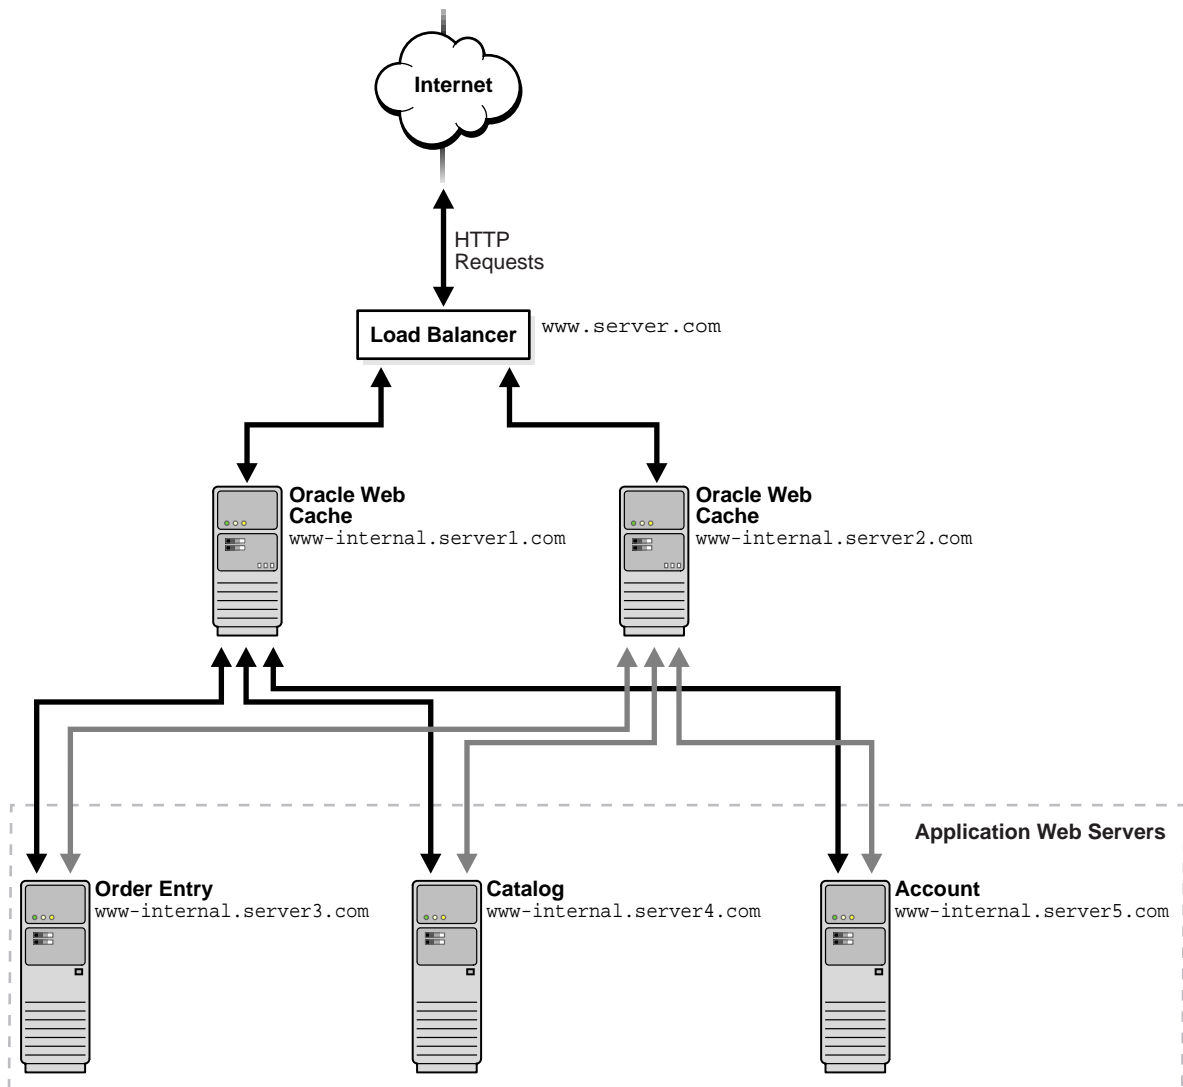 Internet
HTTP
Requests
Load Balancer
www.server.com
Oracle Web
Cache
www-internal.server1.com
Oracle Web
Cache
www-internal.server2.com
Application Web Servers
Order Entry
www-internal.server3.com
Catalog
www-internal.server4.com
Account
www-internal.server5.com